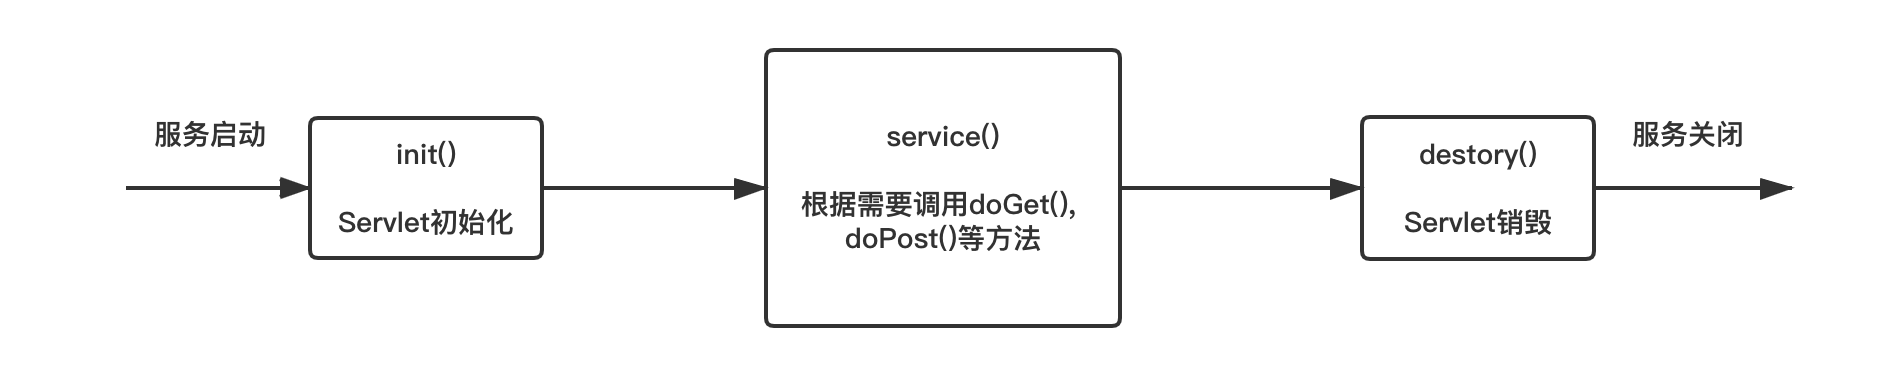 服务启动
init()
Servlet初始化
service()
根据需要调用doGet(),
doPost()等方法
destory()
Servlet销毁
服务关闭